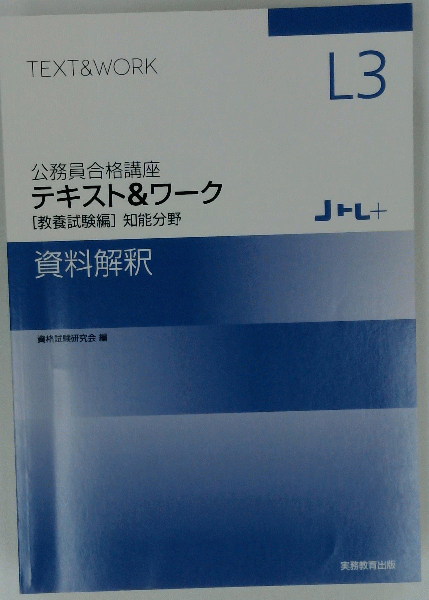 TEXT&WORK
L3
公務員合格講座
テキスト&ワーク
[教養試験編] 知能分野
Jトレ+
資料解釈
資格試験研究会 編
実務教育出版